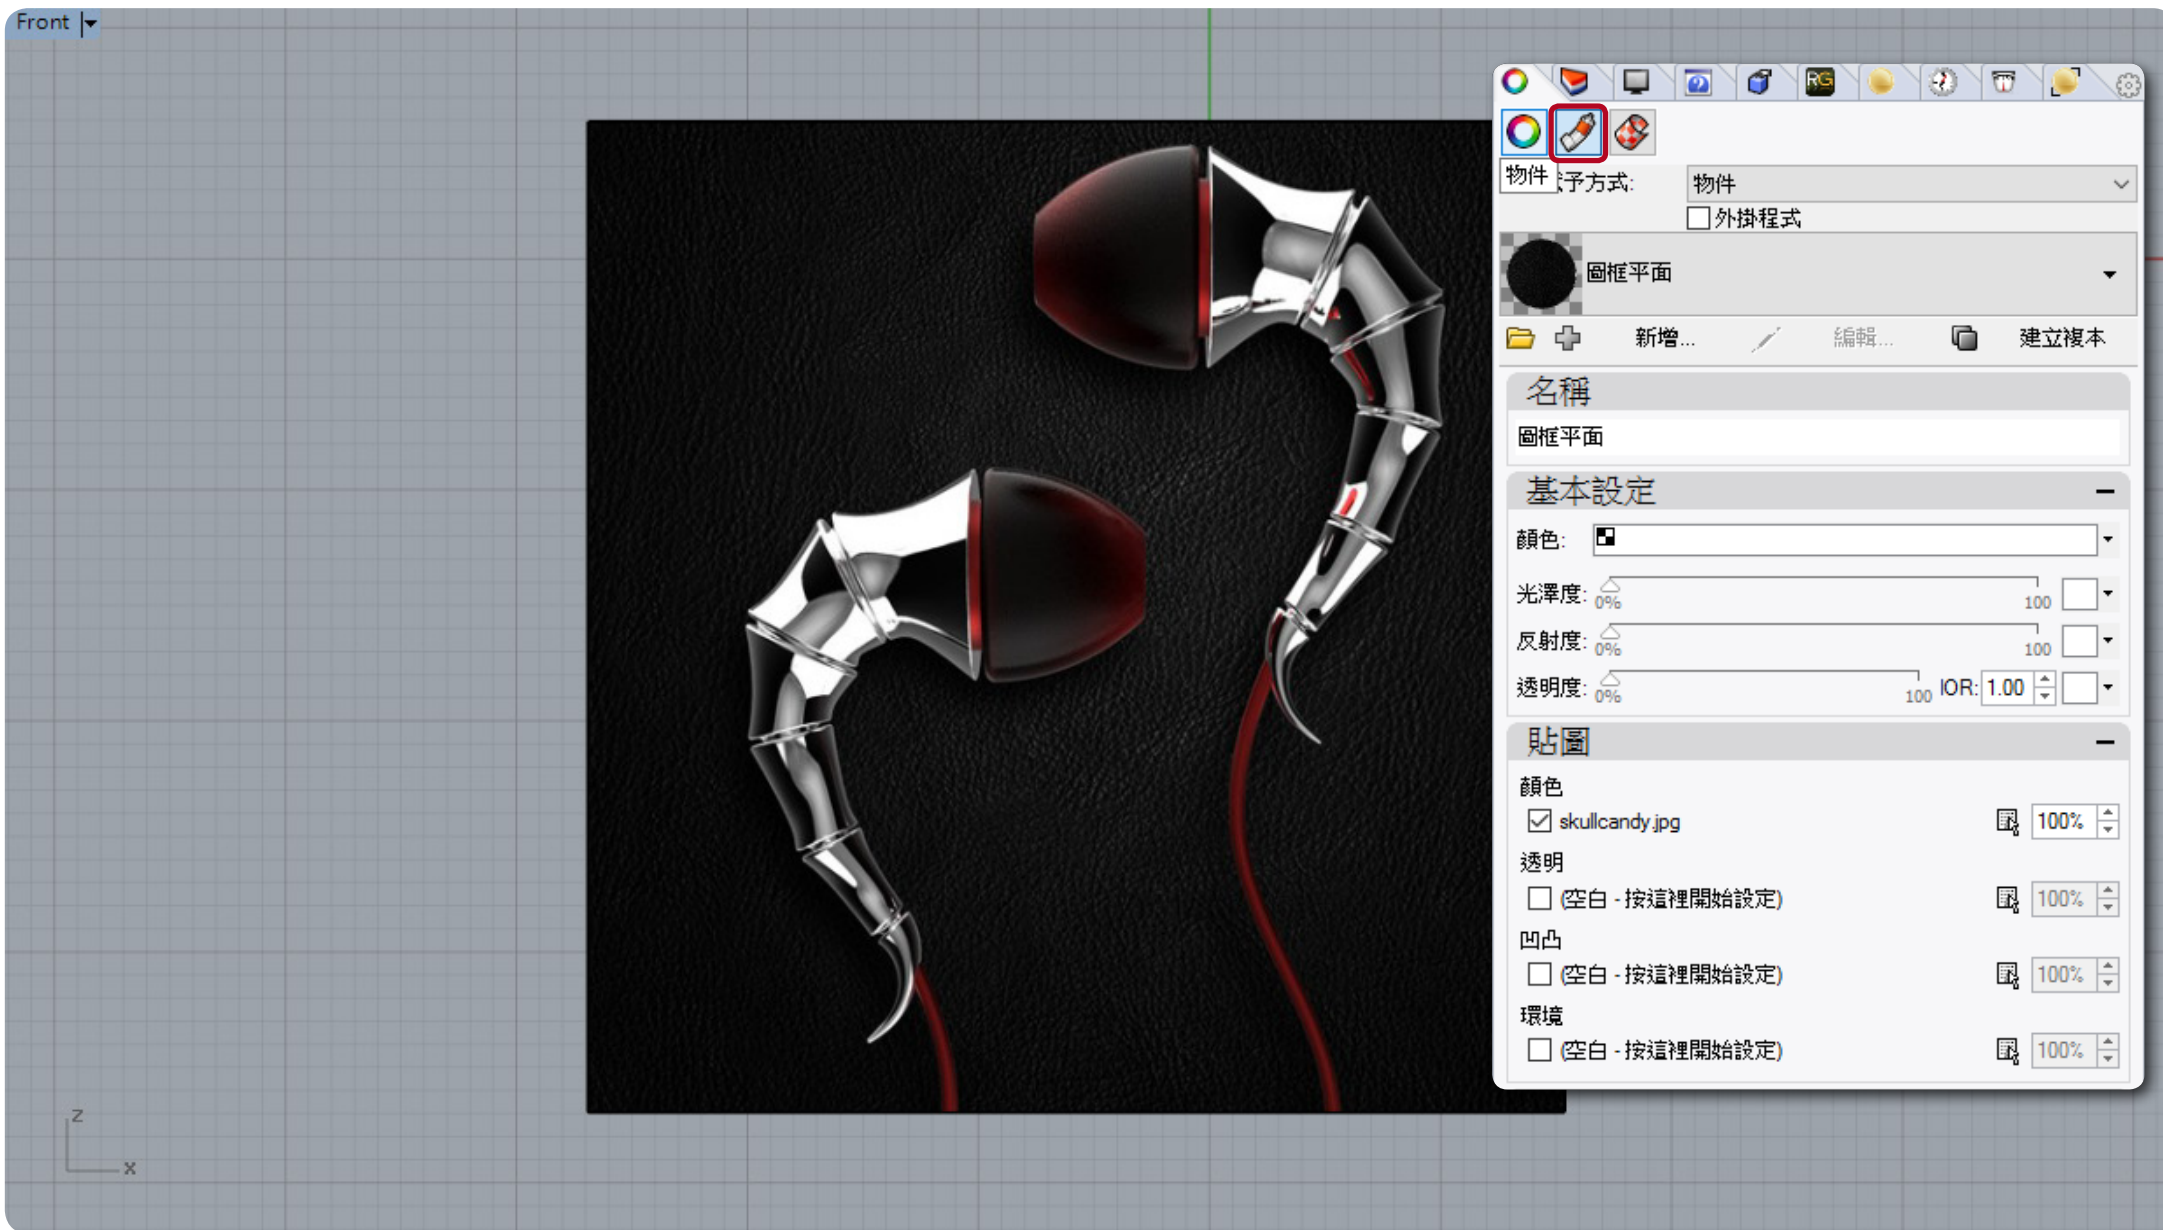 Front
RG
物件
予方式:
物件
外掛程式
圖框平面
新增...
編輯...
建立複本
名稱
圖框平面
基本設定
顏色:
光澤度:
0%
100
反射度:
0%
100
透明度:
0%
100
IOR:
1.00
貼圖
顏色
skullcandy.jpg
100%
透明
(空白 - 按這裡開始設定)
100%
凹凸
(空白 - 按這裡開始設定)
100%
環境
(空白 - 按這裡開始設定)
100%
z
x